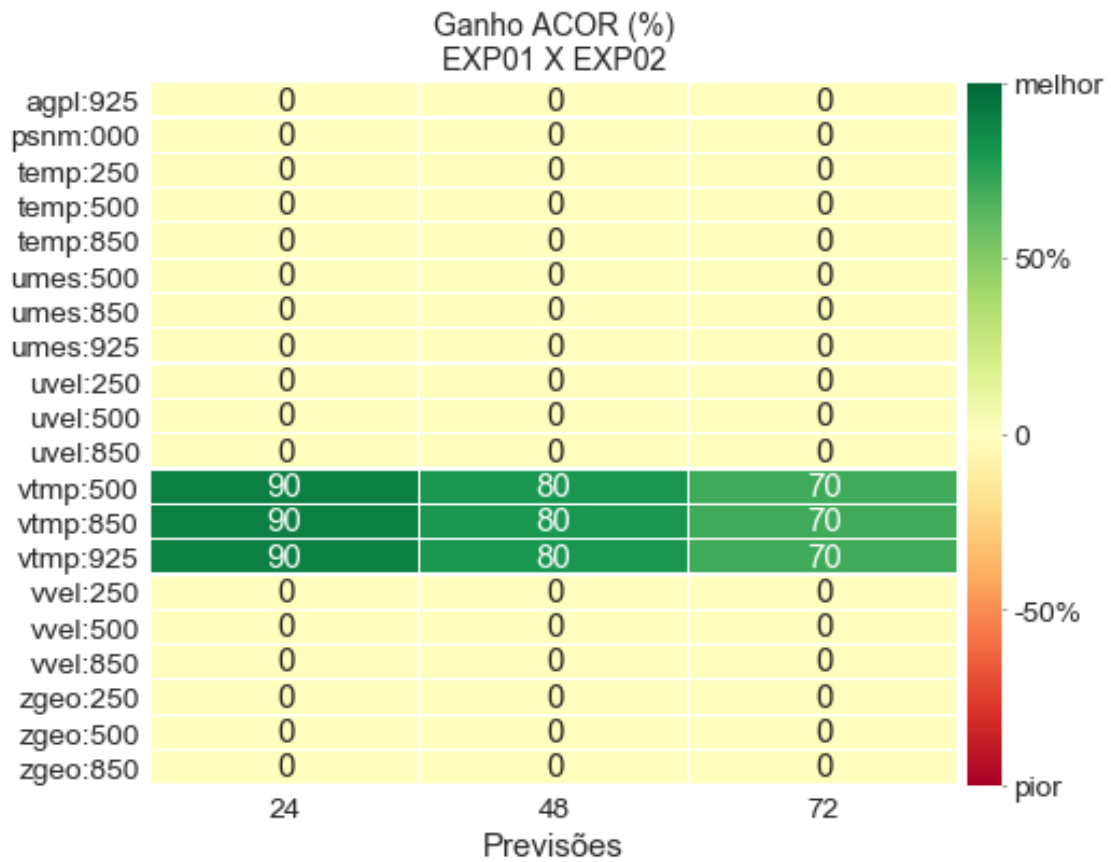 Ganho ACOR (%)
EXP01 X EXP02
agpl:925 0 0 0
psnm:000 0 0 0
temp:250 0 0 0
temp:500 0 0 0
temp:850 0 0 0
umes:500 0 0 0
umes:850 0 0 0
umes:925 0 0 0
uvel:250 0 0 0
uvel:500 0 0 0
uvel:850 0 0 0
vtmp:500 90 80 70
vtmp:850 90 80 70
vtmp:925 90 80 70
vvel:250 0 0 0
vvel:500 0 0 0
vvel:850 0 0 0
zgeo:250 0 0 0
zgeo:500 0 0 0
zgeo:850 0 0 0
24 48 72
Previsões
melhor
50%
0
-50%
pior